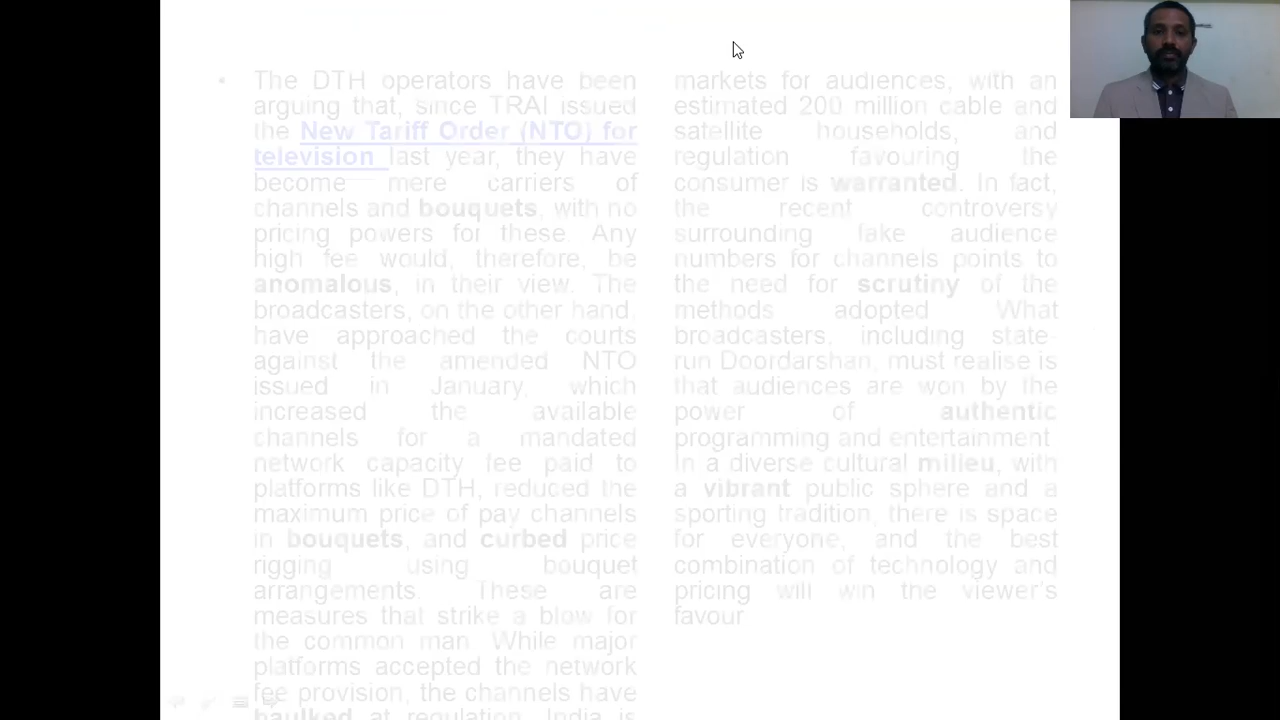 • The DTH operators have been
arguing that, since TRAI issued
the New Tariff Order (NTO) for
television last year, they have
become mere carriers of
channels and bouquets, with no
pricing powers for these. Any
high fee would, therefore, be
anomalous, in their view. The
broadcasters, on the other hand,
have approached the courts
against the amended NTO
issued in January, which
increased the available
channels for a mandated
network capacity fee paid to
platforms like DTH, reduced the
maximum price of pay channels
in bouquets, and curbed price
rigging using bouquet
arrangements. These are
measures that strike a blow for
the common man. While major
platforms accepted the network
fee provision, the channels have
baulked at regulation. India is
markets for audiences, with an
estimated 200 million cable and
satellite households, and
regulation favouring the
consumer is warranted. In fact,
the recent controversy
surrounding fake audience
numbers for channels points to
the need for scrutiny of the
methods adopted. What
broadcasters, including state-
run Doordarshan, must realise is
that audiences are won by the
power of authentic
programming and entertainment.
In a diverse cultural milieu, with
a vibrant public sphere and a
sporting tradition, there is space
for everyone, and the best
combination of technology and
pricing will win the viewer's
favour